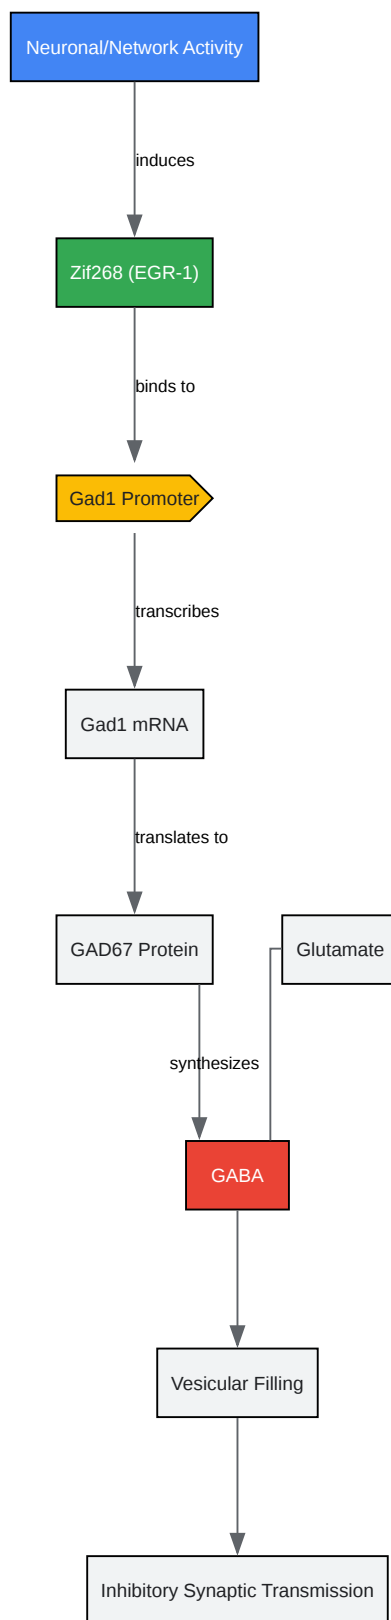 Neuronal/Network Activity
induces
Zif268 (EGR-1)
binds to
Gad1 Promoter
transcribes
Gad1 mRNA
translates to
GAD67 Protein
Glutamate
synthesizes
GABA
Vesicular Filling
Inhibitory Synaptic Transmission